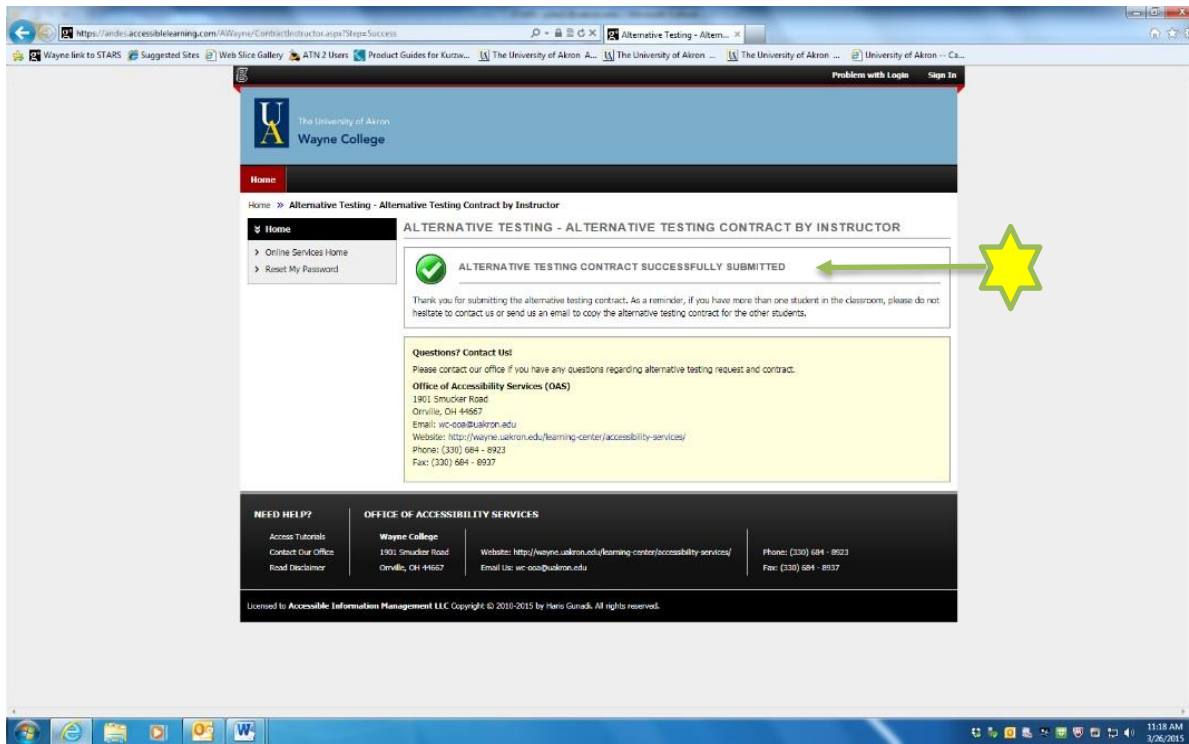 https://andes.accessiblelearning.com/AWayne/ContractInstructor.aspx?Step=Success
Alternative Testing - Altern...
Wayne link to STARS Suggested Sites Web Slice Gallery ATN 2 Users Product Guides for Kurzw... The University of Akron A... The University of Akron ... The University of Akron ... University of Akron -- Ca...
Problem with Login Sign In
The University of Akron
Wayne College
Home
Home » Alternative Testing - Alternative Testing Contract by Instructor
Home
Online Services Home
Reset My Password
ALTERNATIVE TESTING - ALTERNATIVE TESTING CONTRACT BY INSTRUCTOR
ALTERNATIVE TESTING CONTRACT SUCCESSFULLY SUBMITTED
Thank you for submitting the alternative testing contract. As a reminder, if you have more than one student in the classroom, please do not
hesitate to contact us or send us an email to copy the alternative testing contract for the other students.
Questions? Contact Us!
Please contact our office if you have any questions regarding alternative testing request and contract.
Office of Accessibility Services (OAS)
1901 Smucker Road
Orrville, OH 44667
Email: wc-ooa@uakron.edu
Website: http://wayne.uakron.edu/learning-center/accessibility-services/
Phone: (330) 684 - 8923
Fax: (330) 684 - 8937
NEED HELP?
Access Tutorials
Contact Our Office
Read Disclaimer
OFFICE OF ACCESSIBILITY SERVICES
Wayne College
1901 Smucker Road
Orrville, OH 44667
Website: http://wayne.uakron.edu/learning-center/accessibility-services/
Email Us: wc-ooa@uakron.edu
Phone: (330) 684 - 8923
Fax: (330) 684 - 8937
Licensed to Accessible Information Management LLC Copyright © 2010-2015 by Haris Gunadi. All rights reserved.
11:18 AM
3/26/2015